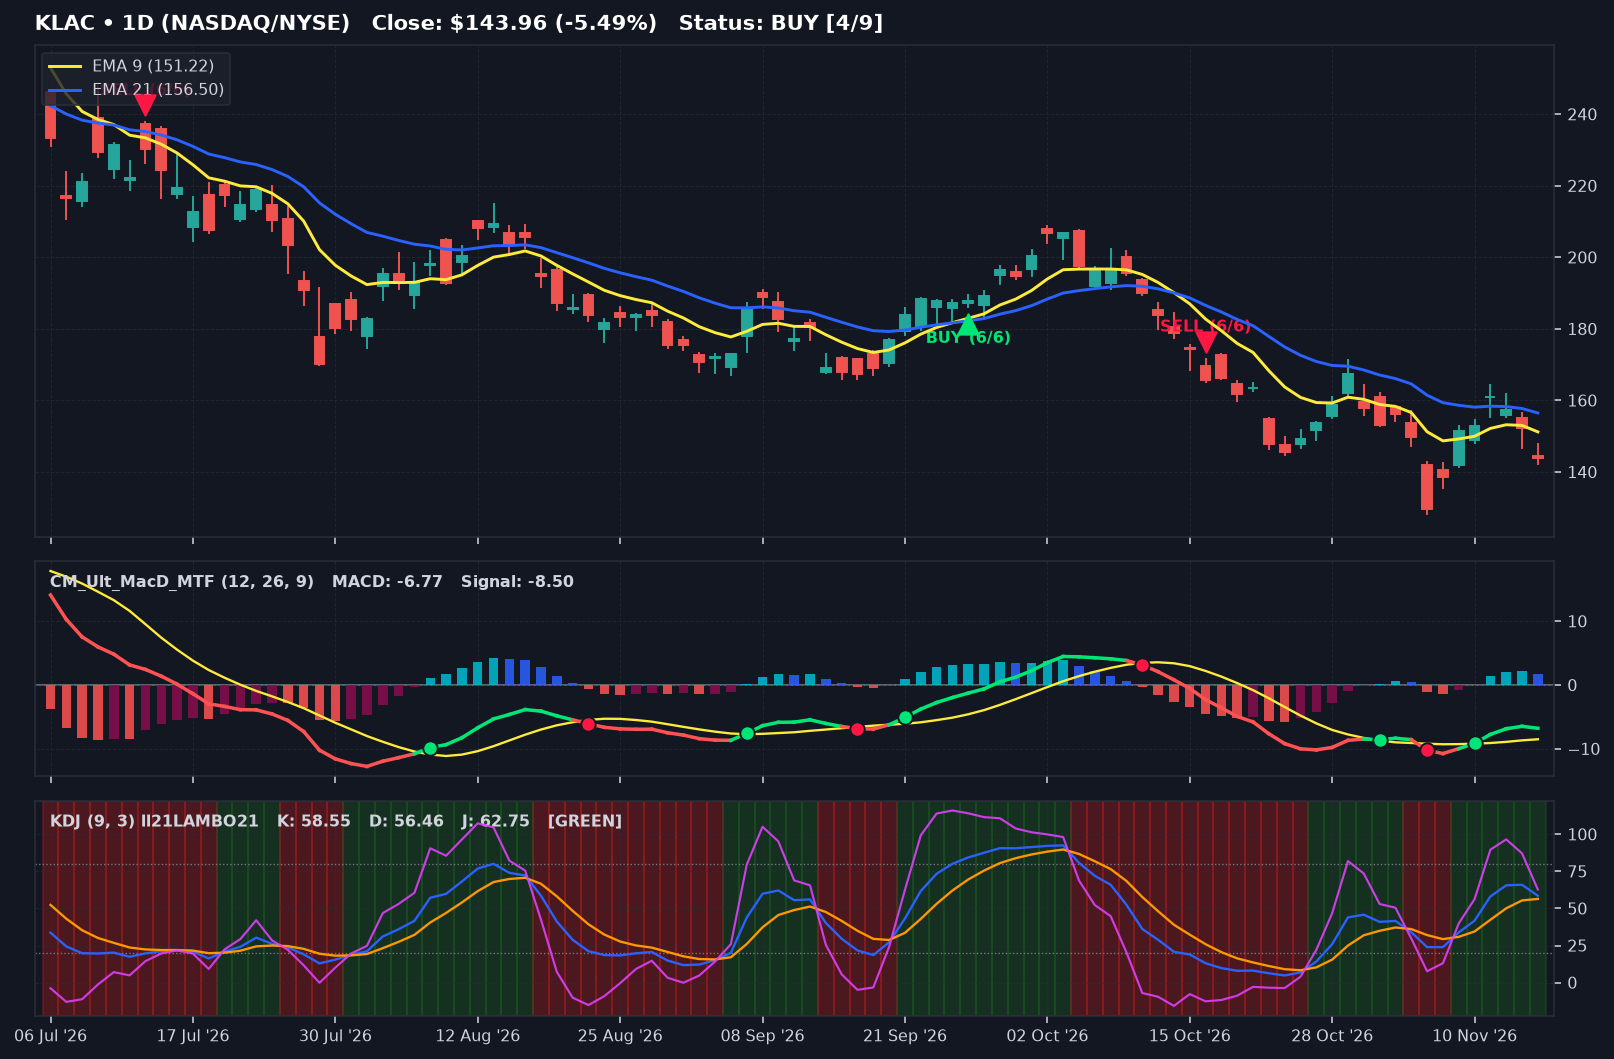 KLAC • 1D (NASDAQ/NYSE)   Close: $143.96 (-5.49%)   Status: BUY [4/9]
EMA 9 (151.22)
EMA 21 (156.50)
240
220
200
SELL (6/6)
180
BUY (6/6)
160
140
CM_Ult_MacD_MTF (12, 26, 9)   MACD: -6.77   Signal: -8.50
10
0
−10
KDJ (9, 3) II21LAMBO21   K: 58.55   D: 56.46   J: 62.75   [GREEN]
100
75
50
25
0
06 Jul '26   17 Jul '26   30 Jul '26   12 Aug '26   25 Aug '26   08 Sep '26   21 Sep '26   02 Oct '26   15 Oct '26   28 Oct '26   10 Nov '26